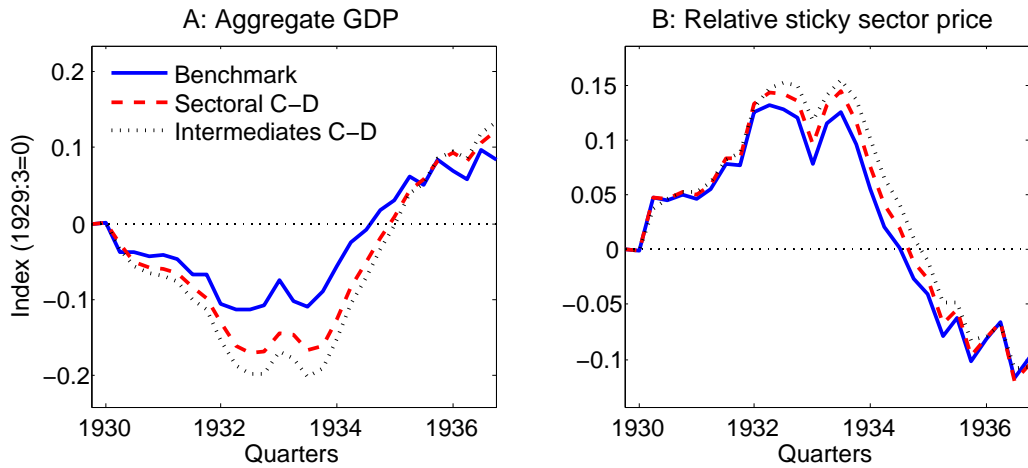 A: Aggregate GDP
Index (1929:3=0)
0.2
0.1
0
−0.1
−0.2
Benchmark
Sectoral C−D
Intermediates C−D
1930 1932 1934 1936
Quarters
B: Relative sticky sector price
0.15
0.1
0.05
0
−0.05
−0.1
1930 1932 1934 1936
Quarters